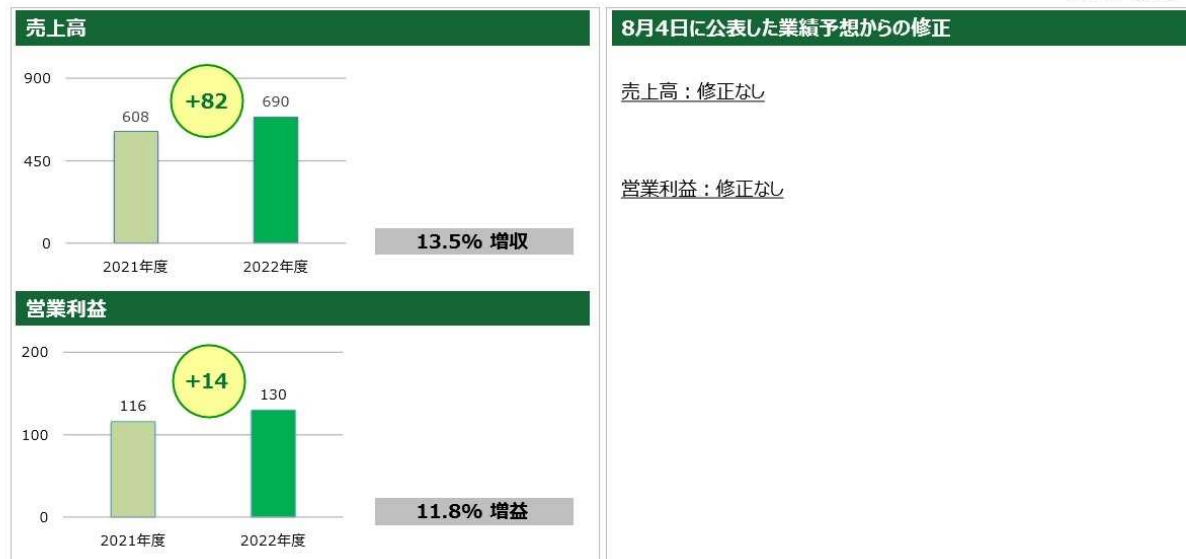 売上高
900
450
0
608
+82
690
2021年度
2022年度
13.5% 増収
営業利益
200
100
0
116
+14
130
2021年度
2022年度
11.8% 増益
8月4日に公表した業績予想からの修正
売上高：修正なし
営業利益：修正なし